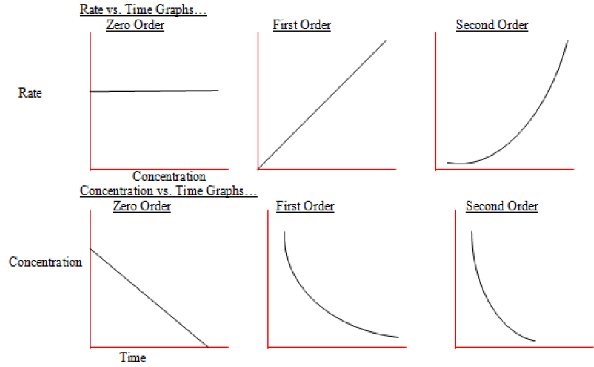 Rate vs. Time Graphs…
Zero Order
First Order
Second Order
Rate
Concentration
Concentration vs. Time Graphs…
Zero Order
First Order
Second Order
Concentration
Time